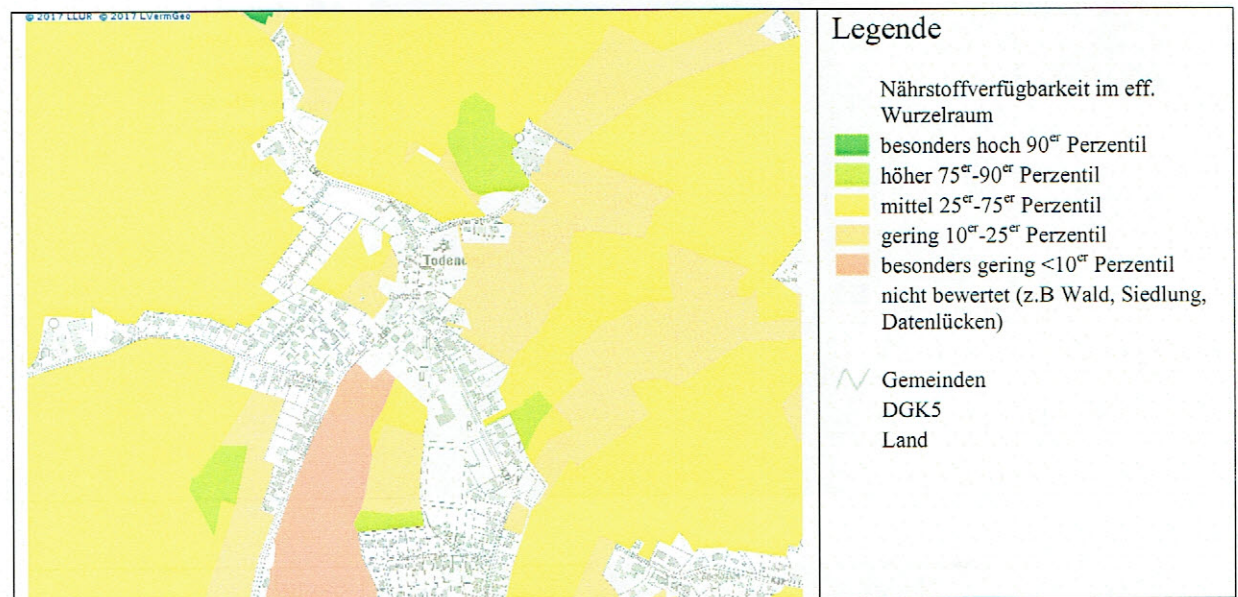 © 2017 LLUR © 2017 LVermGeo
Todend
Legende
Nährstoffverfügbarkeit im eff.
Wurzelraum
besonders hoch 90er Perzentil
höher 75er-90er Perzentil
mittel 25er-75er Perzentil
gering 10er-25er Perzentil
besonders gering <10er Perzentil
nicht bewertet (z.B Wald, Siedlung,
Datenlücken)
Gemeinden
DGK5
Land